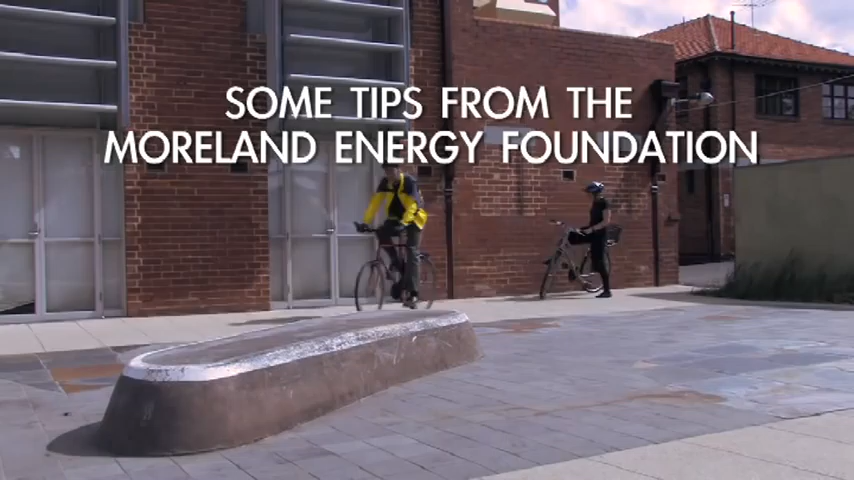 SOME TIPS FROM THE
MORELAND ENERGY FOUNDATION